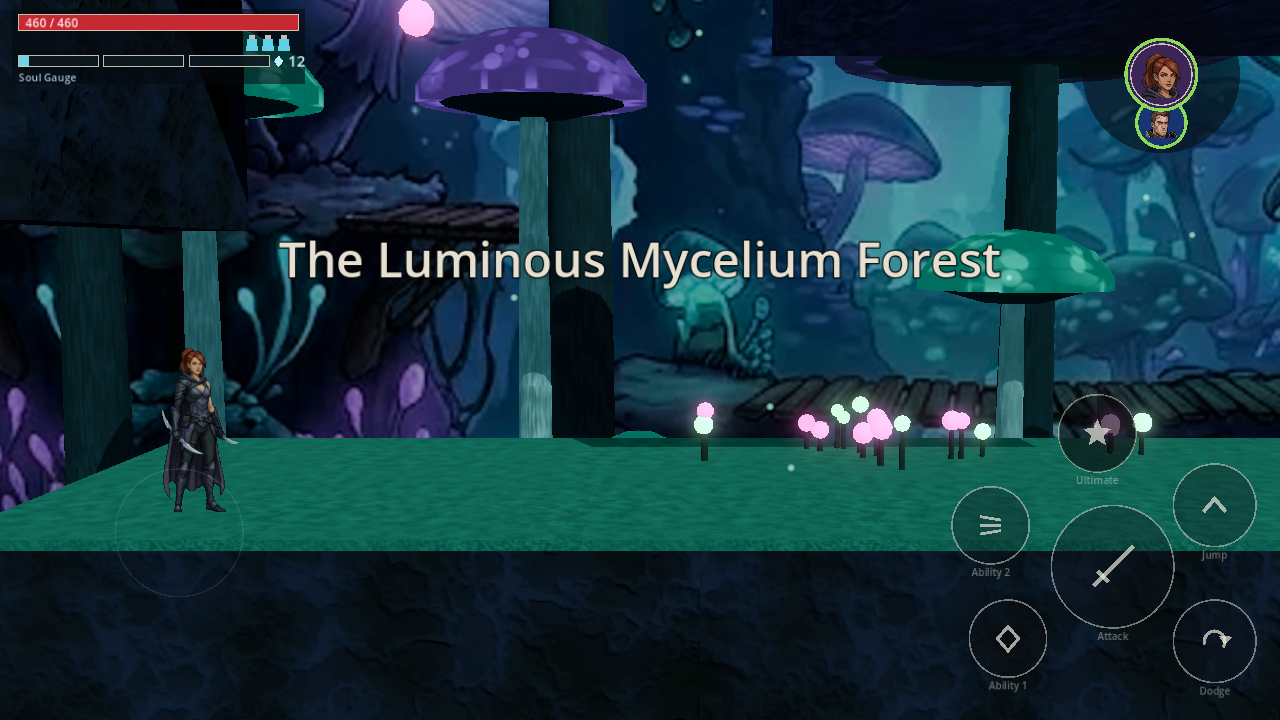 460 / 460
12
Soul Gauge
The Luminous Mycelium Forest
Ultimate
Jump
Ability 2
Attack
Ability 1
Dodge